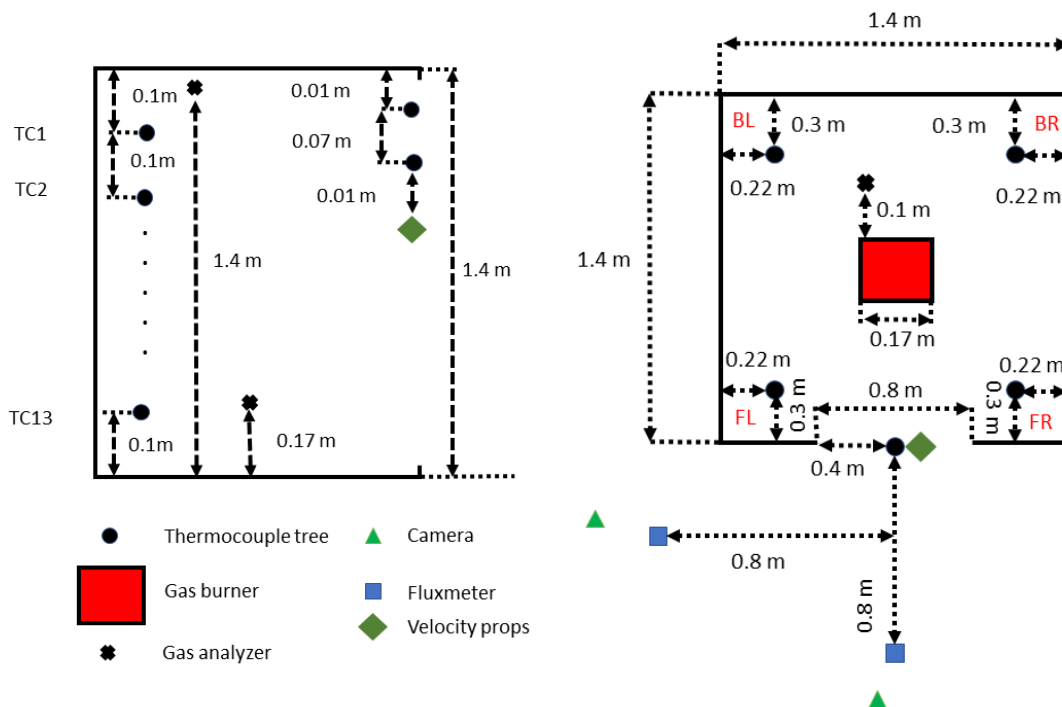 0.1m
TC1
0.1m
TC2
1.4 m
TC13
0.1m
0.17 m
0.01 m
0.07 m
0.01 m
1.4 m
1.4 m
BL
0.3 m
0.3 m
BR
0.22 m
0.22 m
0.1 m
1.4 m
0.17 m
0.22 m
0.22 m
0.8 m
0.3 m
0.3 m
FL
FR
0.4 m
0.8 m
0.8 m
Thermocouple tree
Gas burner
Gas analyzer
Camera
Fluxmeter
Velocity props